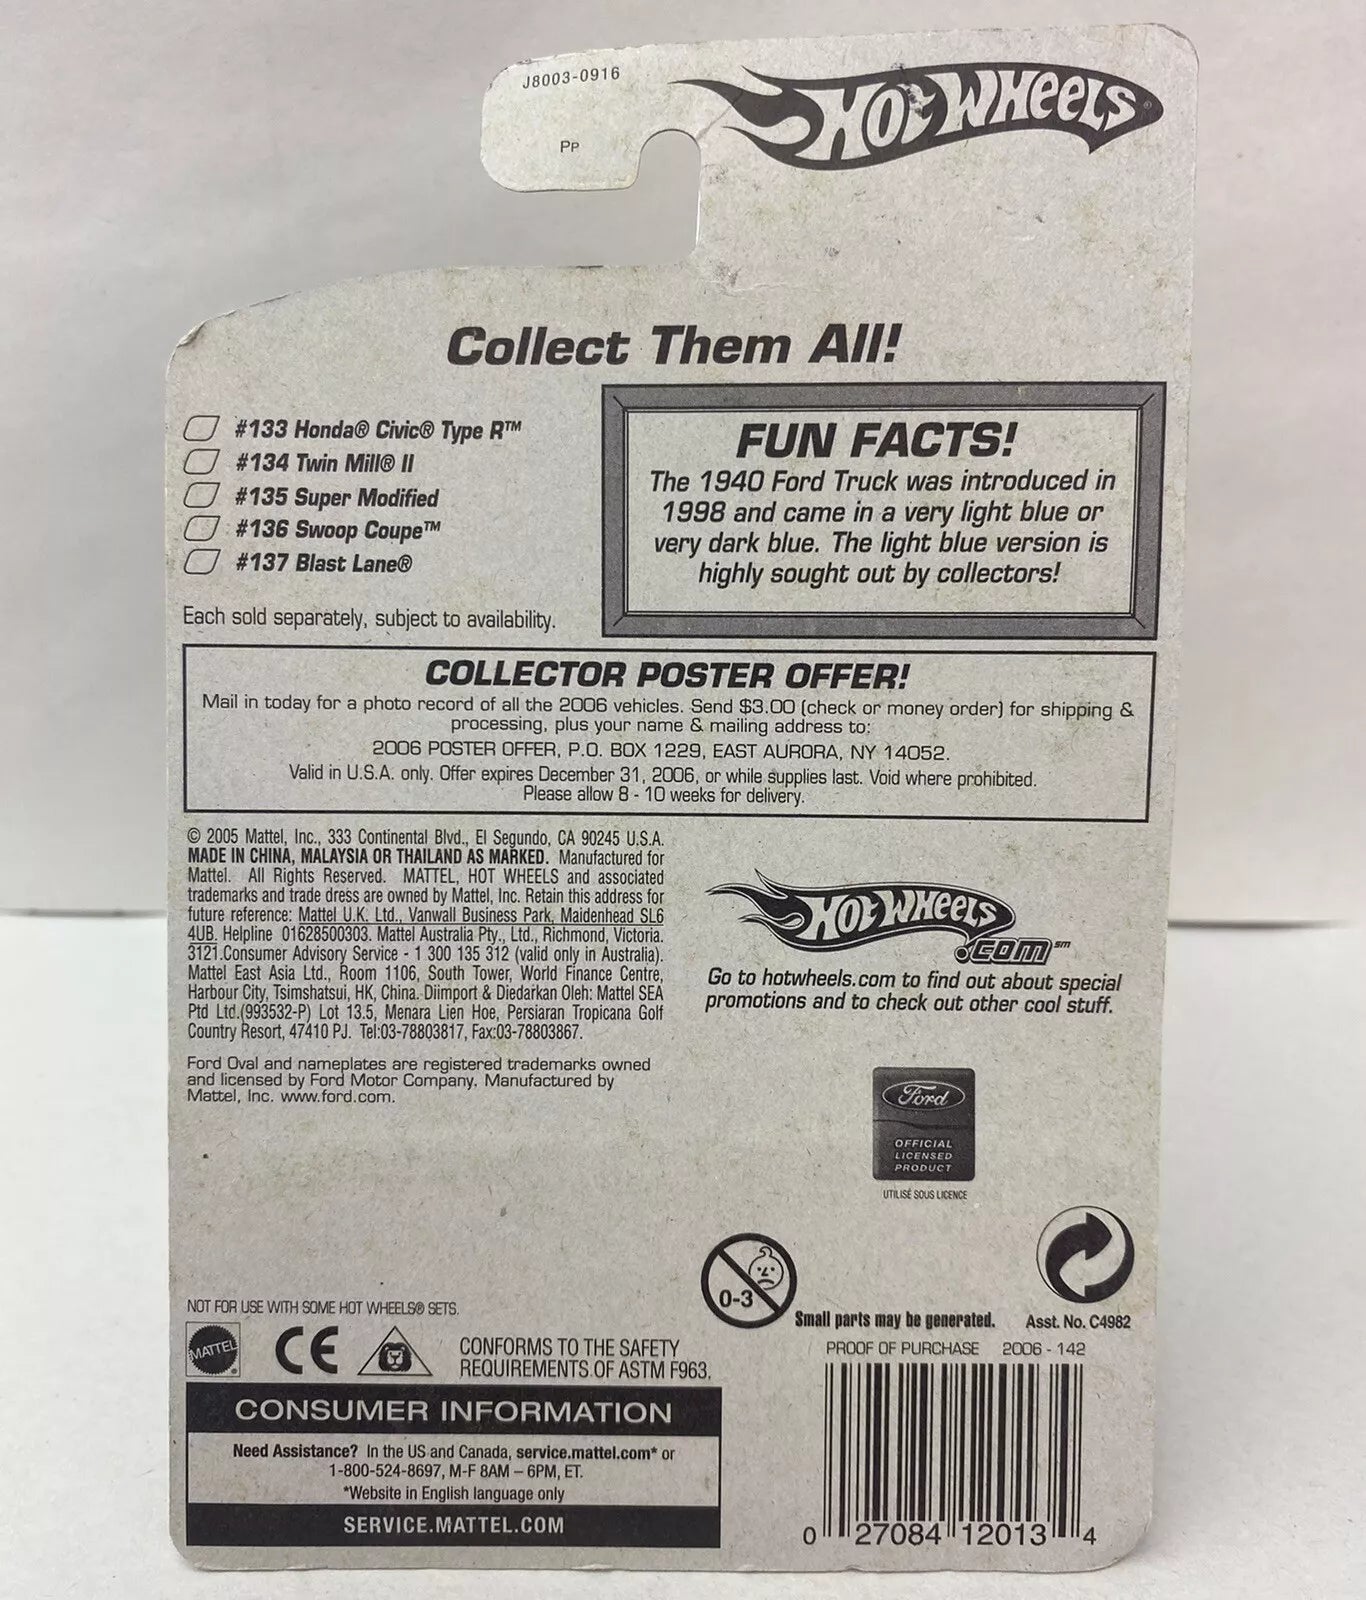 J8003-0916
PP
HOT WHEELS®
Collect Them All!
#133 Honda® Civic® Type R™
#134 Twin Mill® II
#135 Super Modified
#136 Swoop Coupe™
#137 Blast Lane®
Each sold separately, subject to availability.
FUN FACTS!
The 1940 Ford Truck was introduced in
1998 and came in a very light blue or
very dark blue. The light blue version is
highly sought out by collectors!
COLLECTOR POSTER OFFER!
Mail in today for a photo record of all the 2006 vehicles. Send $3.00 (check or money order) for shipping &
processing, plus your name & mailing address to:
2006 POSTER OFFER, P.O. BOX 1229, EAST AURORA, NY 14052.
Valid in U.S.A. only. Offer expires December 31, 2006, or while supplies last. Void where prohibited.
Please allow 8 - 10 weeks for delivery.
© 2005 Mattel, Inc., 333 Continental Blvd., El Segundo, CA 90245 U.S.A.
MADE IN CHINA, MALAYSIA OR THAILAND AS MARKED. Manufactured for
Mattel. All Rights Reserved. MATTEL, HOT WHEELS and associated
trademarks and trade dress are owned by Mattel, Inc. Retain this address for
future reference: Mattel U.K. Ltd., Vanwall Business Park, Maidenhead SL6
4UB. Helpline 01628500303. Mattel Australia Pty., Ltd., Richmond, Victoria.
3121.Consumer Advisory Service - 1 300 135 312 (valid only in Australia).
Mattel East Asia Ltd., Room 1106, South Tower, World Finance Centre,
Harbour City, Tsimshatsui, HK, China. Diimport & Diedarkan Oleh: Mattel SEA
Ptd Ltd.(993532-P) Lot 13.5, Menara Lien Hoe, Persiaran Tropicana Golf
Country Resort, 47410 PJ. Tel:03-78803817, Fax:03-78803867.
Ford Oval and nameplates are registered trademarks owned
and licensed by Ford Motor Company. Manufactured by
Mattel, Inc. www.ford.com.
HOT WHEELS
.COM℠
Go to hotwheels.com to find out about special
promotions and to check out other cool stuff.
Ford
OFFICIAL
LICENSED
PRODUCT
UTILISÉ SOUS LICENCE
0-3
Small parts may be generated.
Asst. No. C4982
NOT FOR USE WITH SOME HOT WHEELS® SETS.
MATTEL
CE
CONFORMS TO THE SAFETY
REQUIREMENTS OF ASTM F963.
CONSUMER INFORMATION
Need Assistance? In the US and Canada, service.mattel.com* or
1-800-524-8697, M-F 8AM – 6PM, ET.
*Website in English language only
SERVICE.MATTEL.COM
PROOF OF PURCHASE 2006 - 142
0 27084 12013 4